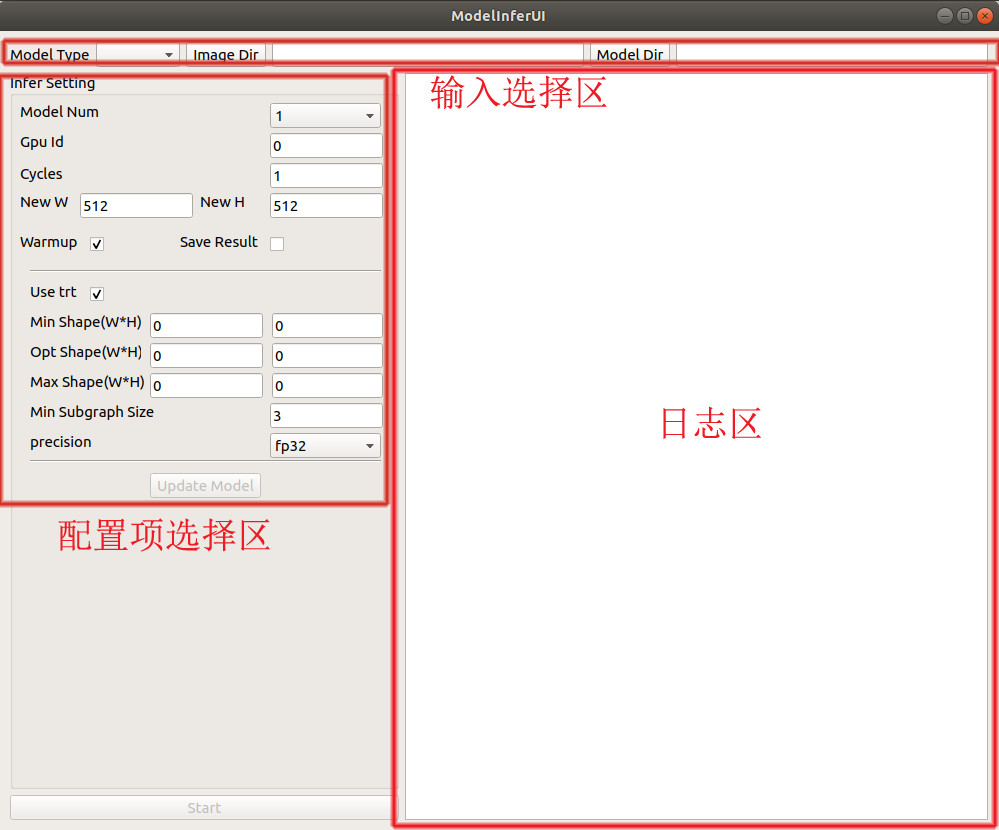 ModelInferUI
Model Type Image Dir Model Dir
Infer Setting
输入选择区
Model Num 1
Gpu Id 0
Cycles 1
New W 512 New H 512
Warmup Save Result
Use trt
Min Shape(W*H) 0 0
Opt Shape(W*H) 0 0
Max Shape(W*H) 0 0
Min Subgraph Size 3
precision fp32
日志区
Update Model
配置项选择区
Start